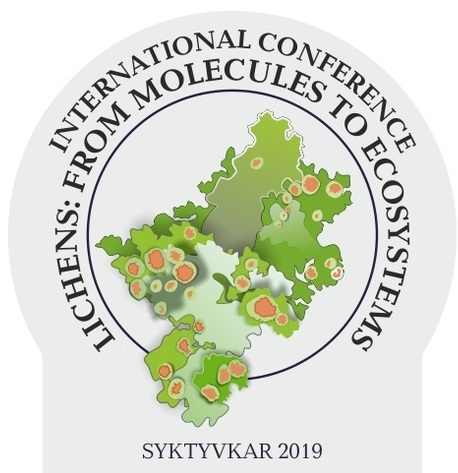 INTERNATIONAL CONFERENCE
LICHENS: FROM MOLECULES TO ECOSYSTEMS
SYKTYVKAR 2019